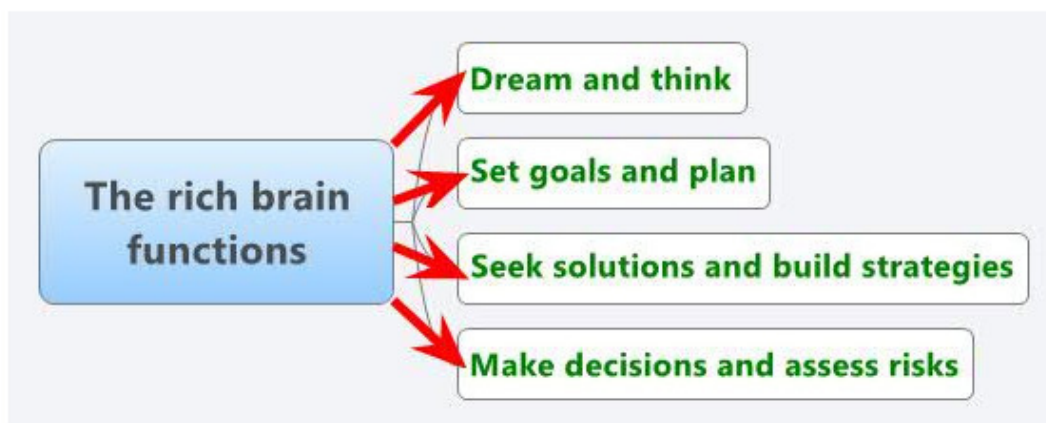 The rich brain
functions
Dream and think
Set goals and plan
Seek solutions and build strategies
Make decisions and assess risks